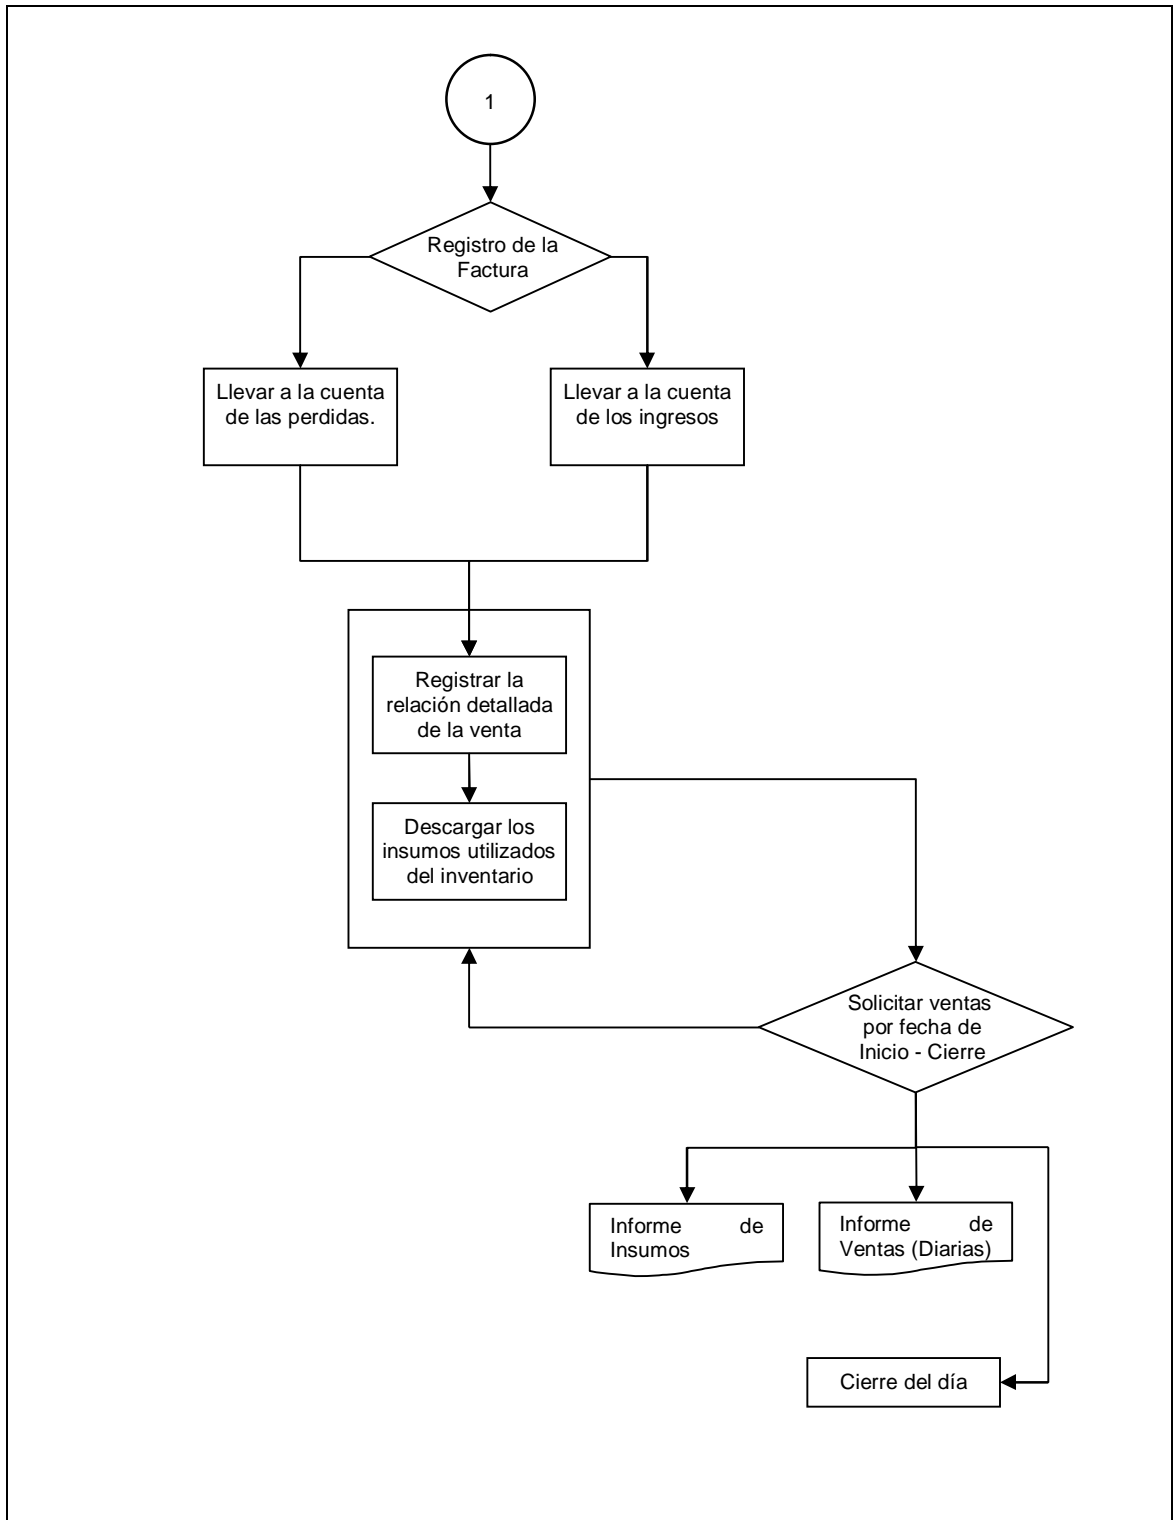 1
Registro de la
Factura
Llevar a la cuenta
de las perdidas.
Llevar a la cuenta
de los ingresos
Registrar la
relación detallada
de la venta
Descargar los
insumos utilizados
del inventario
Solicitar ventas
por fecha de
Inicio - Cierre
Informe de
Insumos
Informe de
Ventas (Diarias)
Cierre del día